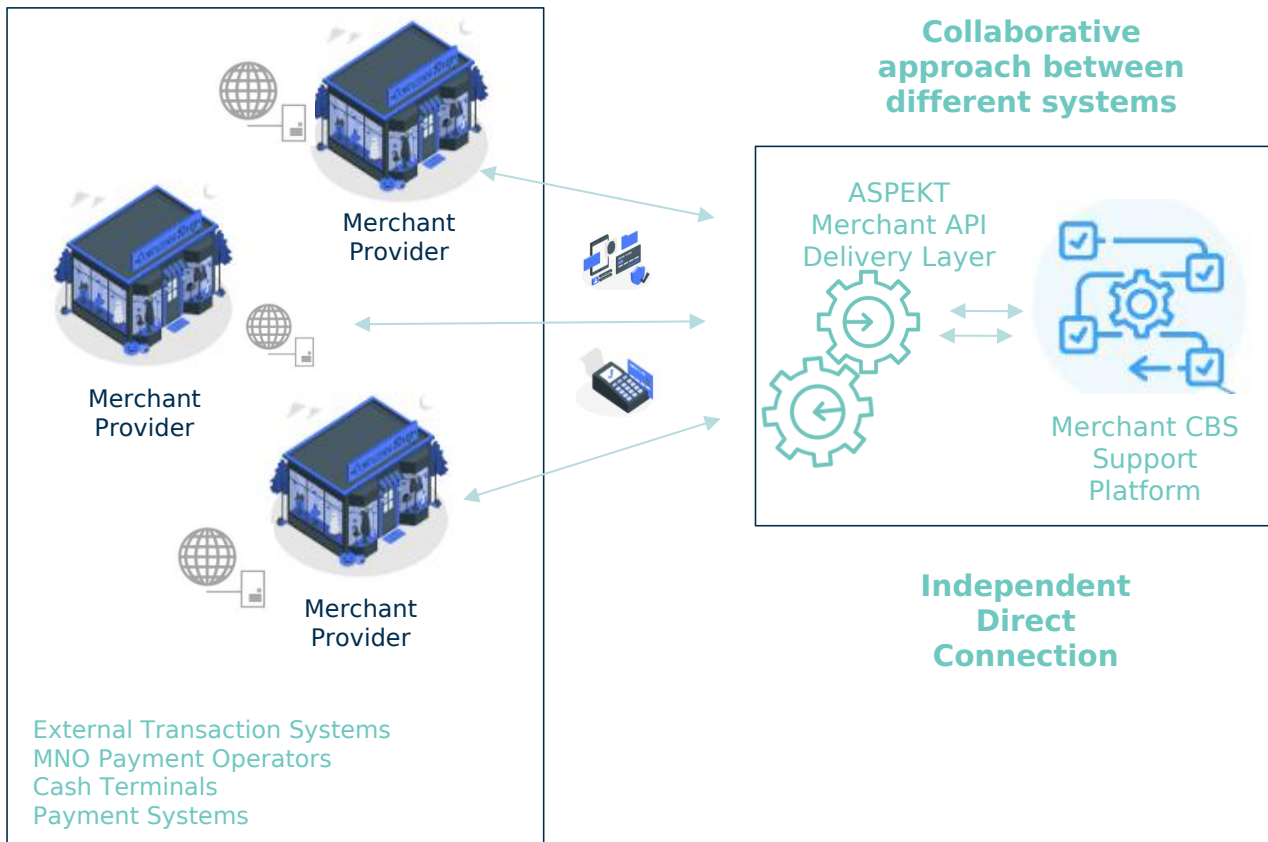 Collaborative
approach between
different systems
Merchant
Provider
Merchant
Provider
Merchant
Provider
External Transaction Systems
MNO Payment Operators
Cash Terminals
Payment Systems
ASPEKT
Merchant API
Delivery Layer
Merchant CBS
Support
Platform
Independent
Direct
Connection